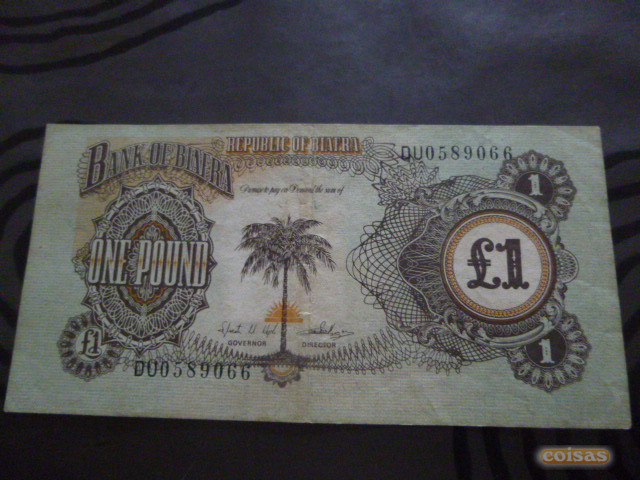 REPUBLIC OF BIAFRA
BANK OF BIAFRA
DU0589066
1
Promise to pay on Demand the sum of
ONE POUND
£1
£1
GOVERNOR
DIRECTOR
1
DU0589066
coisas